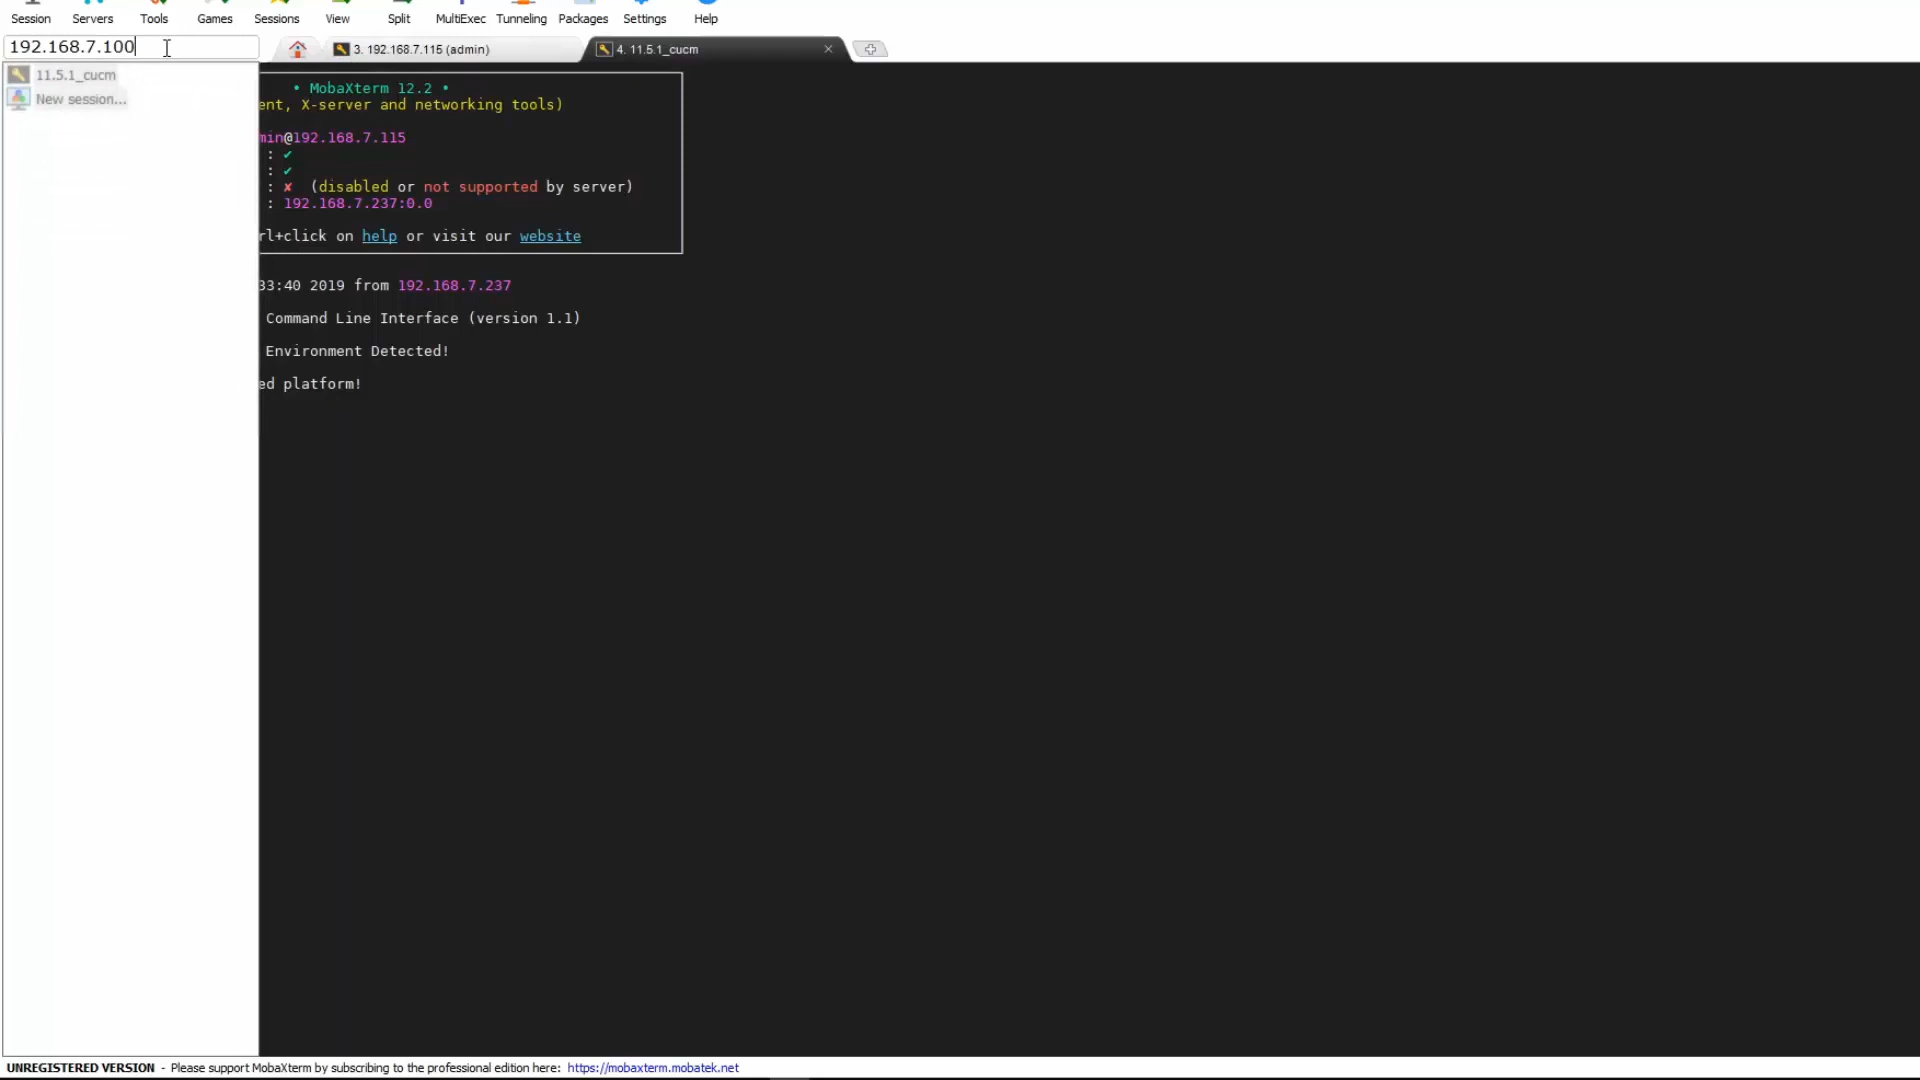 Session Servers Tools Games Sessions View Split MultiExec Tunneling Packages Settings Help
192.168.7.100
3. 192.168.7.115 (admin)
4. 11.5.1_cucm
11.5.1_cucm
New session...
• MobaXterm 12.2 •
ent, X-server and networking tools)
min@192.168.7.115
: ✔
: ✔
: ✘ (disabled or not supported by server)
: 192.168.7.237:0.0
rl+click on help or visit our website
33:40 2019 from 192.168.7.237
Command Line Interface (version 1.1)
Environment Detected!
ed platform!
UNREGISTERED VERSION - Please support MobaXterm by subscribing to the professional edition here: https://mobaxterm.mobatek.net